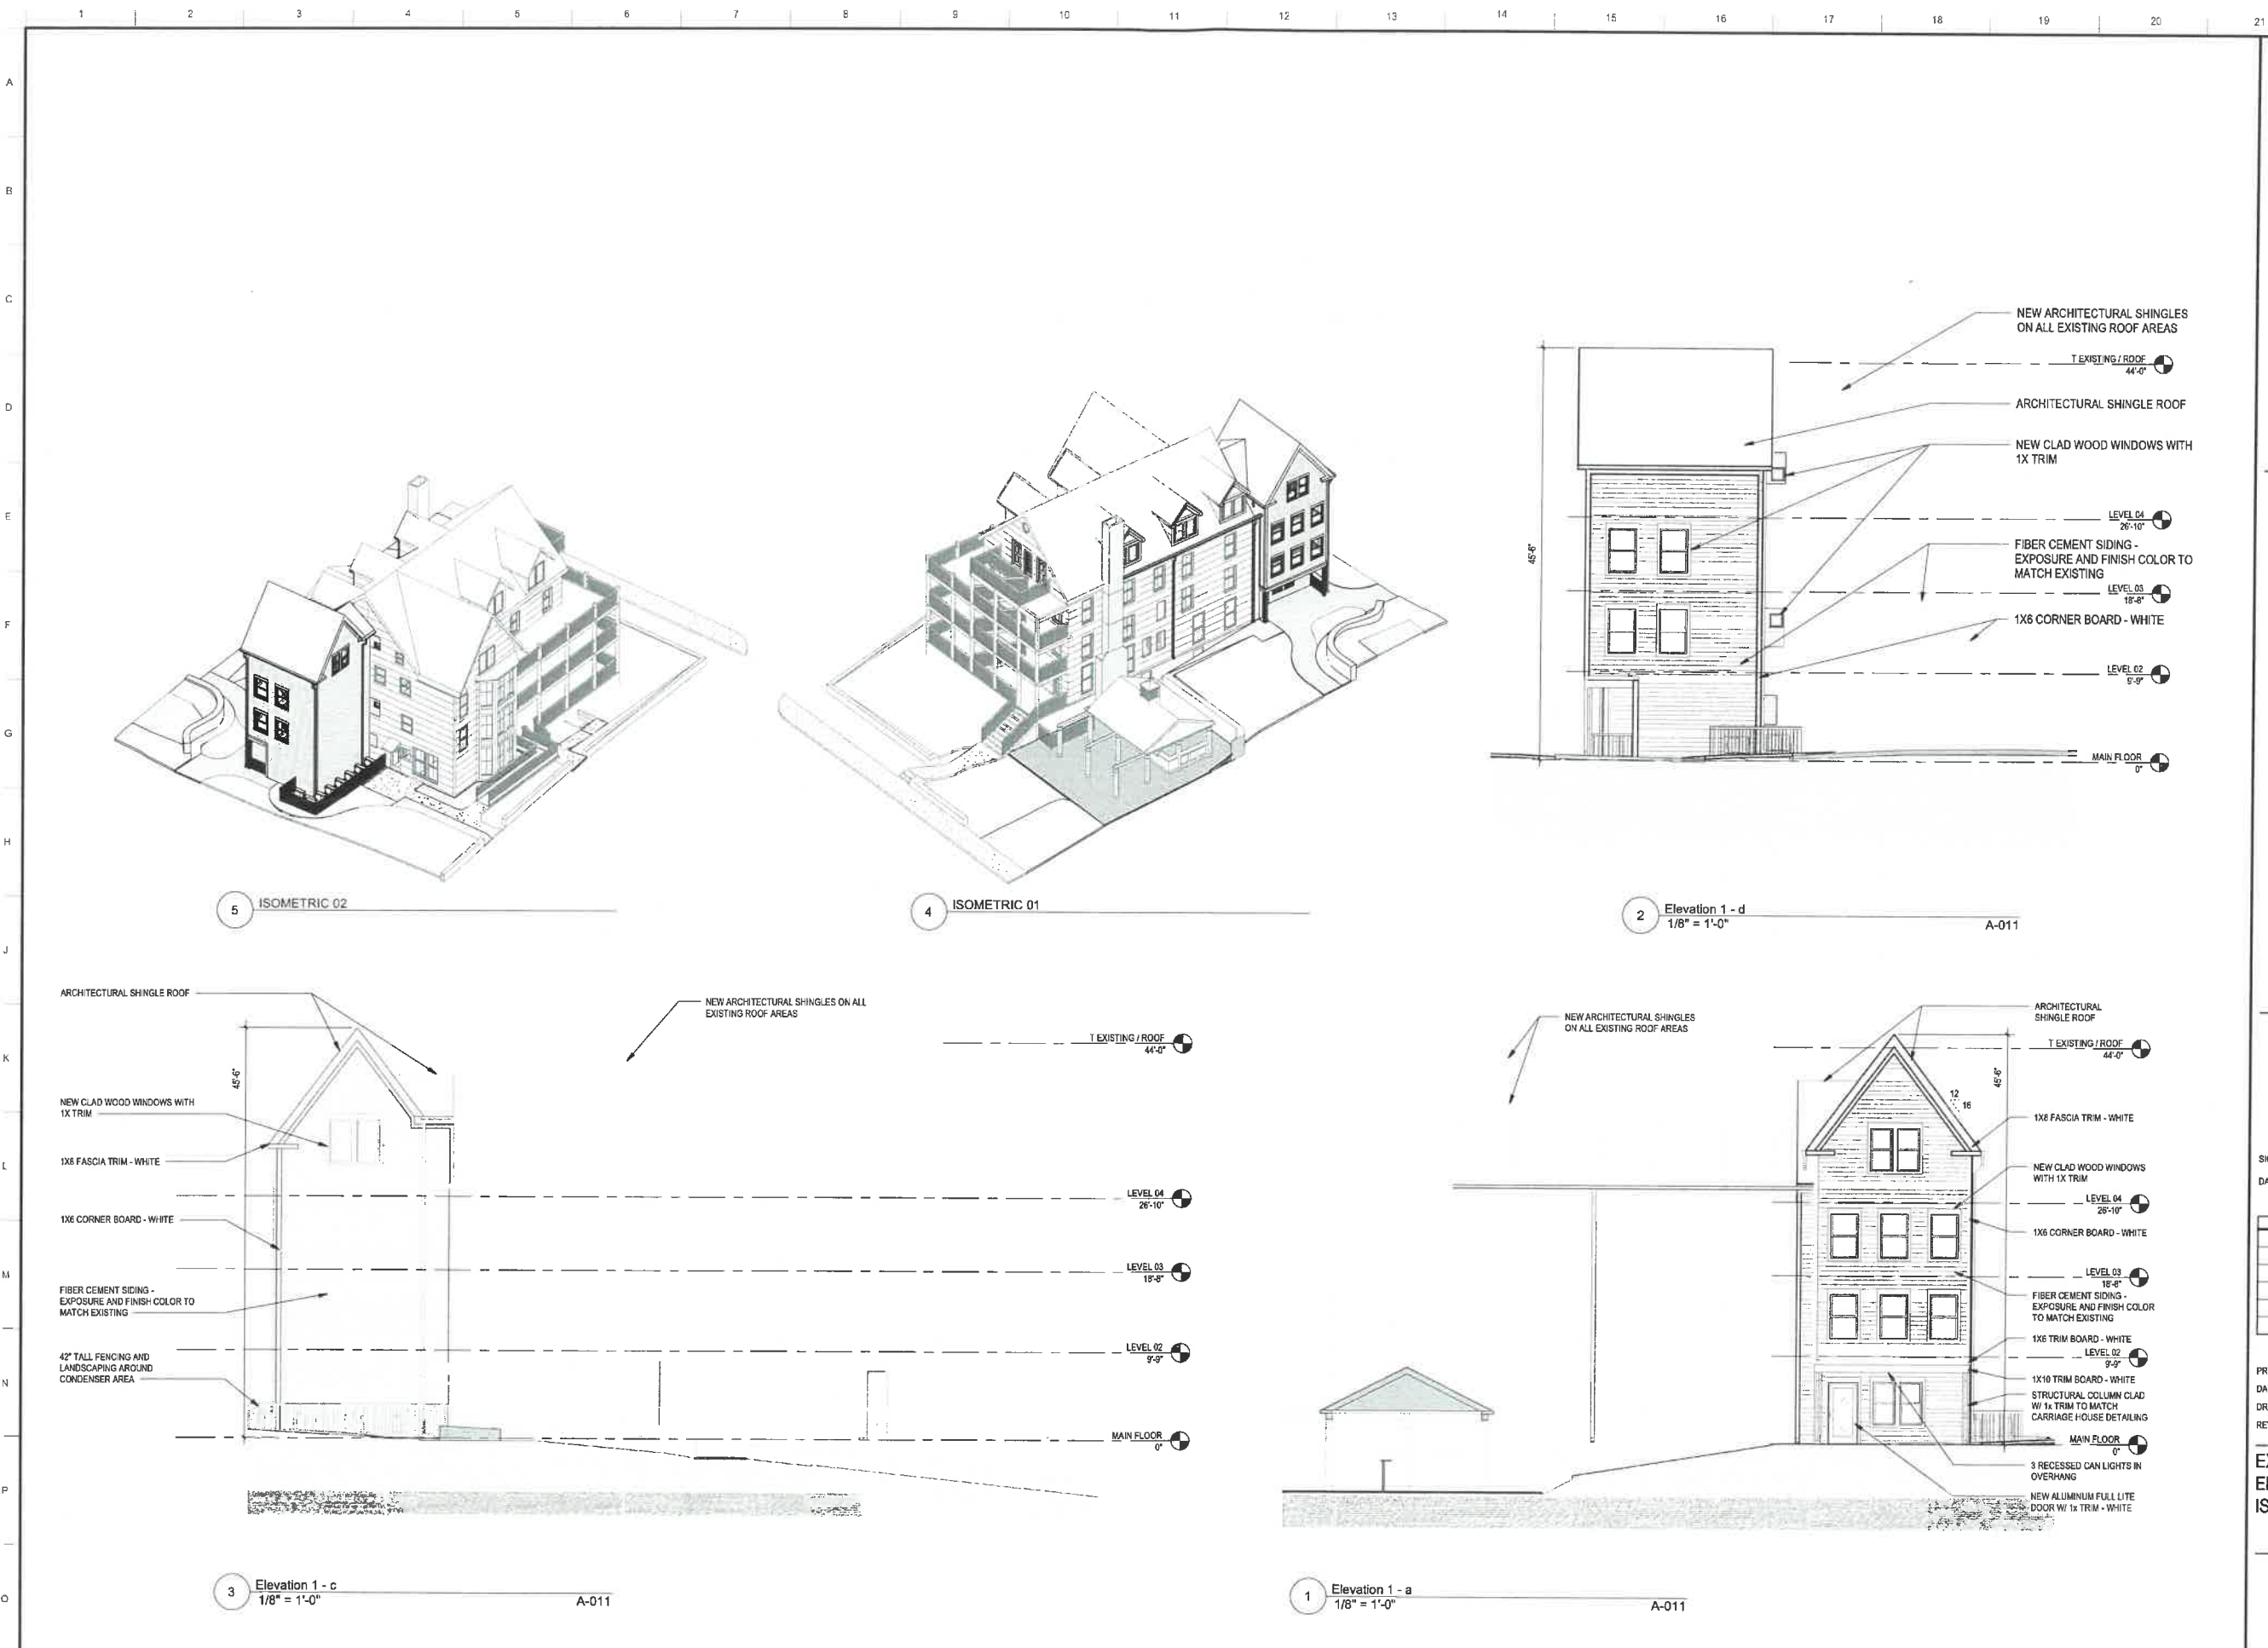 1 2 3 4 5 6 7 8 9 10 11 12 13 14 15 16 17 18 19 20 21
A
B
C
D
E
F
G
H
J
K
L
M
N
P
Q
5 ISOMETRIC 02
4 ISOMETRIC 01
NEW ARCHITECTURAL SHINGLES
ON ALL EXISTING ROOF AREAS
T EXISTING / ROOF
44'-0"
ARCHITECTURAL SHINGLE ROOF
NEW CLAD WOOD WINDOWS WITH
1X TRIM
LEVEL 04
26'-10"
45'-6"
FIBER CEMENT SIDING -
EXPOSURE AND FINISH COLOR TO
MATCH EXISTING
LEVEL 03
18'-8"
1X6 CORNER BOARD - WHITE
LEVEL 02
9'-9"
MAIN FLOOR
0"
2 Elevation 1 - d
1/8" = 1'-0"
A-011
ARCHITECTURAL SHINGLE ROOF
NEW ARCHITECTURAL SHINGLES ON ALL
EXISTING ROOF AREAS
T EXISTING / ROOF
44'-0"
45'-6"
NEW CLAD WOOD WINDOWS WITH
1X TRIM
1X8 FASCIA TRIM - WHITE
LEVEL 04
26'-10"
1X6 CORNER BOARD - WHITE
LEVEL 03
18'-8"
FIBER CEMENT SIDING -
EXPOSURE AND FINISH COLOR TO
MATCH EXISTING
LEVEL 02
9'-9"
42" TALL FENCING AND
LANDSCAPING AROUND
CONDENSER AREA
MAIN FLOOR
0"
3 Elevation 1 - c
1/8" = 1'-0"
A-011
NEW ARCHITECTURAL SHINGLES
ON ALL EXISTING ROOF AREAS
ARCHITECTURAL
SHINGLE ROOF
T EXISTING / ROOF
44'-0"
45'-6"
12
16
1X8 FASCIA TRIM - WHITE
NEW CLAD WOOD WINDOWS
WITH 1X TRIM
LEVEL 04
26'-10"
1X6 CORNER BOARD - WHITE
LEVEL 03
18'-8"
FIBER CEMENT SIDING -
EXPOSURE AND FINISH COLOR
TO MATCH EXISTING
1X6 TRIM BOARD - WHITE
LEVEL 02
9'-9"
1X10 TRIM BOARD - WHITE
STRUCTURAL COLUMN CLAD
W/ 1x TRIM TO MATCH
CARRIAGE HOUSE DETAILING
MAIN FLOOR
0"
3 RECESSED CAN LIGHTS IN
OVERHANG
NEW ALUMINUM FULL LITE
DOOR W/ 1x TRIM - WHITE
1 Elevation 1 - a
1/8" = 1'-0"
A-011